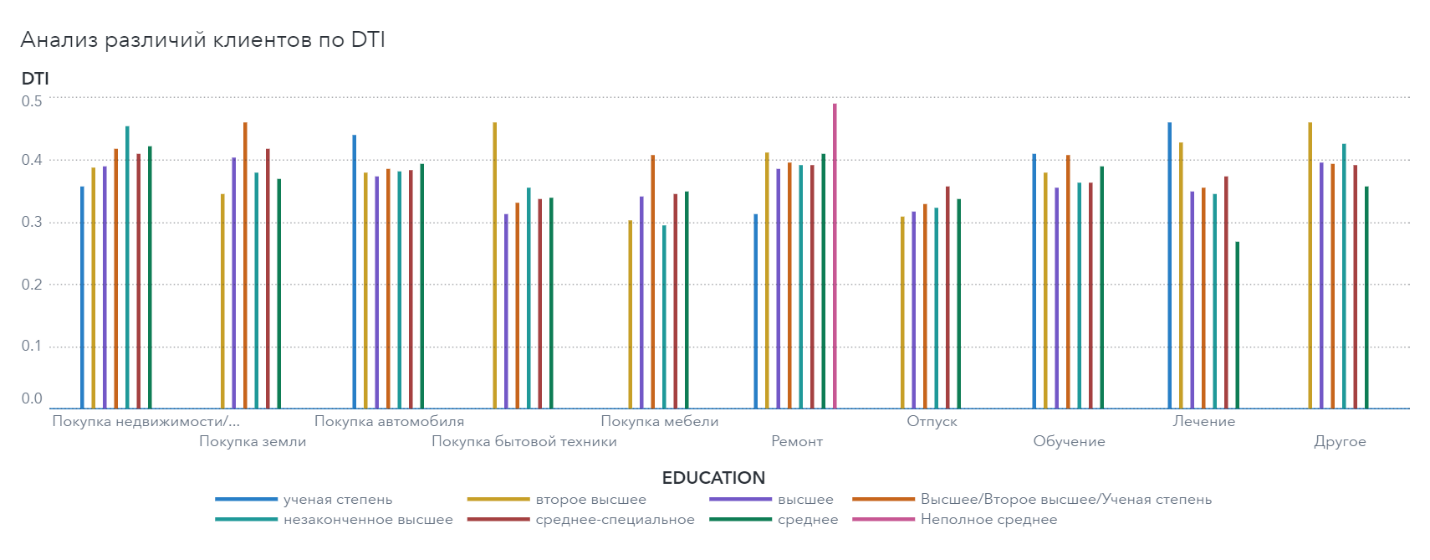 Анализ различий клиентов по DTI
DTI
0.5
0.4
0.3
0.2
0.1
0.0
Покупка недвижимости/...
Покупка земли
Покупка автомобиля
Покупка бытовой техники
Покупка мебели
Ремонт
Отпуск
Обучение
Лечение
Другое
EDUCATION
ученая степень
второе высшее
высшее
Высшее/Второе высшее/Ученая степень
незаконченное высшее
среднее-специальное
среднее
Неполное среднее